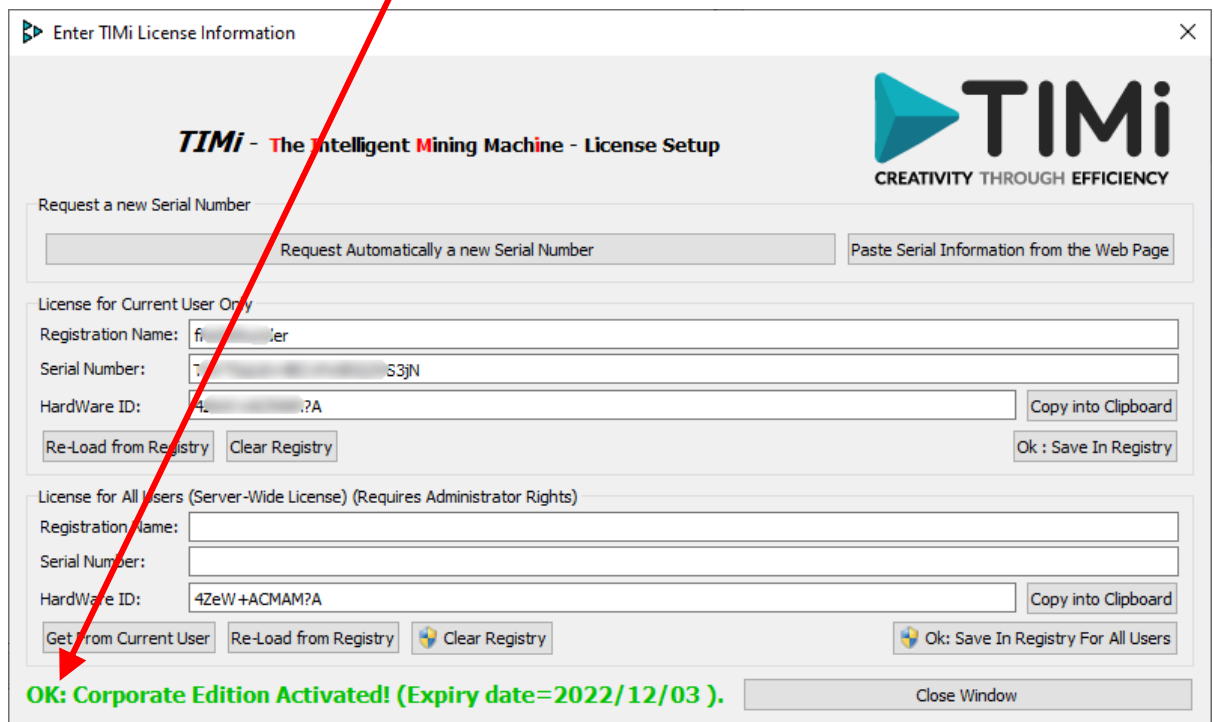 Enter TIMi License Information
TIMi
CREATIVITY THROUGH EFFICIENCY
TIMi - The Intelligent Mining Machine - License Setup
Request a new Serial Number
Request Automatically a new Serial Number Paste Serial Information from the Web Page
License for Current User Only
Registration Name:
Serial Number: S3jN
HardWare ID: ?A Copy into Clipboard
Re-Load from Registry Clear Registry Ok : Save In Registry
License for All Users (Server-Wide License) (Requires Administrator Rights)
Registration Name:
Serial Number:
HardWare ID: 4ZeW+ACMAM?A Copy into Clipboard
Get From Current User Re-Load from Registry Clear Registry Ok: Save In Registry For All Users
OK: Corporate Edition Activated! (Expiry date=2022/12/03 ). Close Window